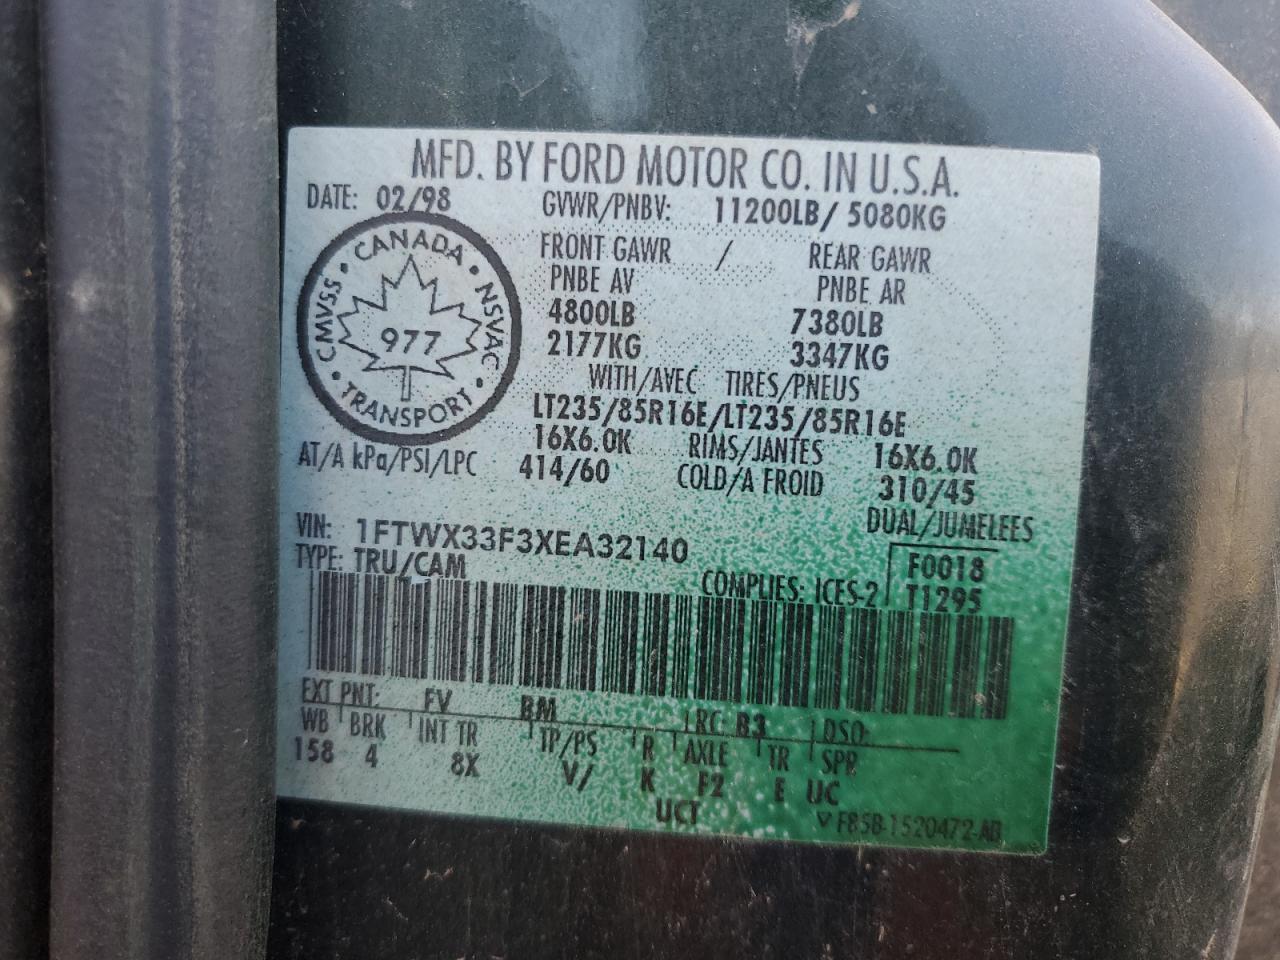 MFD. BY FORD MOTOR CO. IN U.S.A.
DATE: 02/98 GVWR/PNBV: 11200LB/ 5080KG
CANADA · NSVAC · TRANSPORT · CMVSS ·
977
FRONT GAWR / REAR GAWR
PNBE AV PNBE AR
4800LB 7380LB
2177KG 3347KG
WITH/AVEC TIRES/PNEUS
LT235/85R16E/LT235/85R16E
16X6.0K RIMS/JANTES 16X6.0K
AT/A kPa/PSI/LPC 414/60 COLD/A FROID 310/45
DUAL/JUMELEES
VIN: 1FTWX33F3XEA32140
TYPE: TRU/CAM
COMPLIES: ICES-2
F0018
T1295
EXT PNT: FV BM RC: B3 DSO:
WB BRK INT TR TP/PS R AXLE TR SPR
158 4 8X V/ K F2 E UC
UCT
F85B-1520472-AB